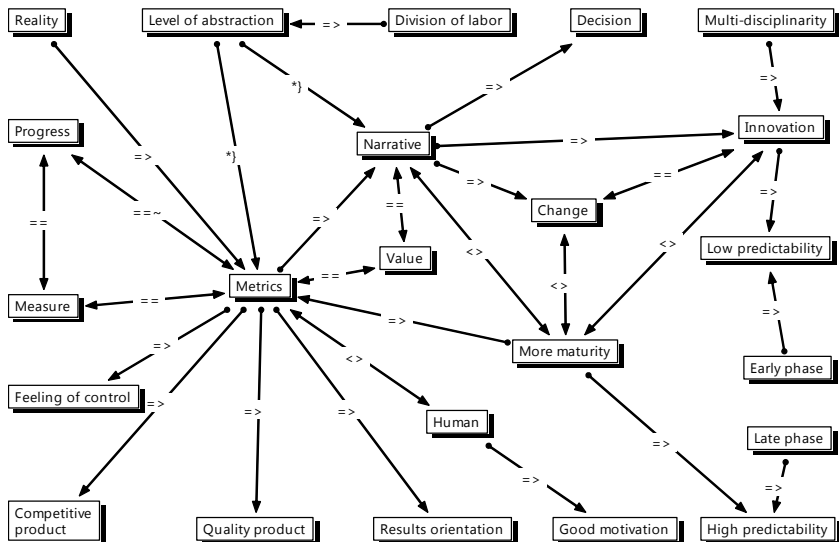 Reality
Level of abstraction
=>
Division of labor
Decision
Multi-disciplinarity
=>
*}
=>
Progress
Innovation
Narrative
=>
=>
*}
=>
=>
==
=>
==~
==
=>
==
Change
<>
<>
Value
Low predictability
==
Metrics
<>
==
Measure
=>
=>
More maturity
=>
<>
Early phase
Feeling of control
=>
=>
=>
Human
=>
Late phase
=>
=>
Competitive
product
Quality product
Results orientation
Good motivation
High predictability